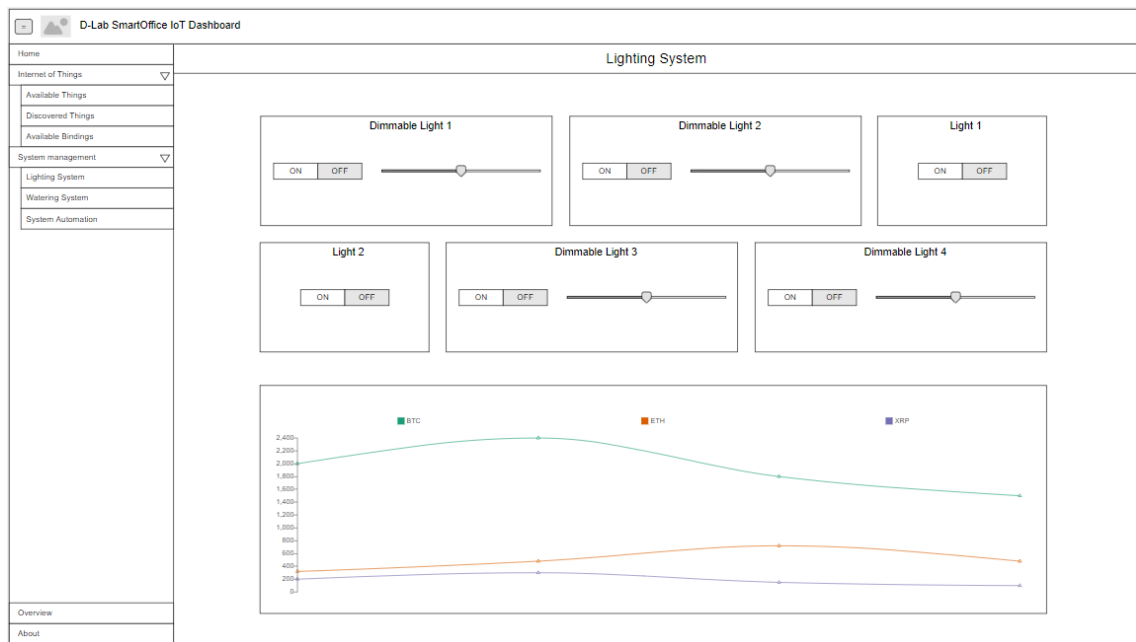 D-Lab SmartOffice IoT Dashboard
Home
Internet of Things
Available Things
Discovered Things
Available Bindings
System management
Lighting System
Watering System
System Automation
Overview
About
Lighting System
Dimmable Light 1
ON OFF
Dimmable Light 2
ON OFF
Light 1
ON OFF
Light 2
ON OFF
Dimmable Light 3
ON OFF
Dimmable Light 4
ON OFF
BTC ETH XRP
2,400
2,200
2,000
1,800
1,600
1,400
1,200
1,000
800
600
400
200
0